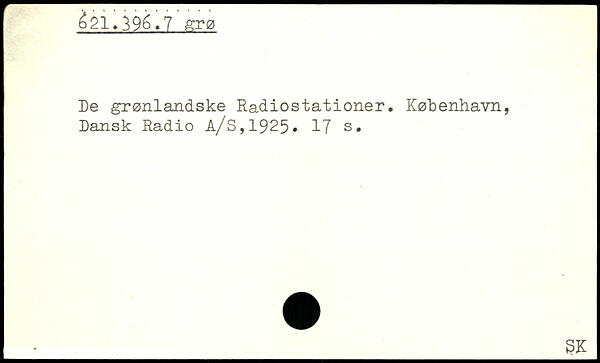 621.396.7 grø
De grønlandske Radiostationer. København,
Dansk Radio A/S,1925. 17 s.
SK